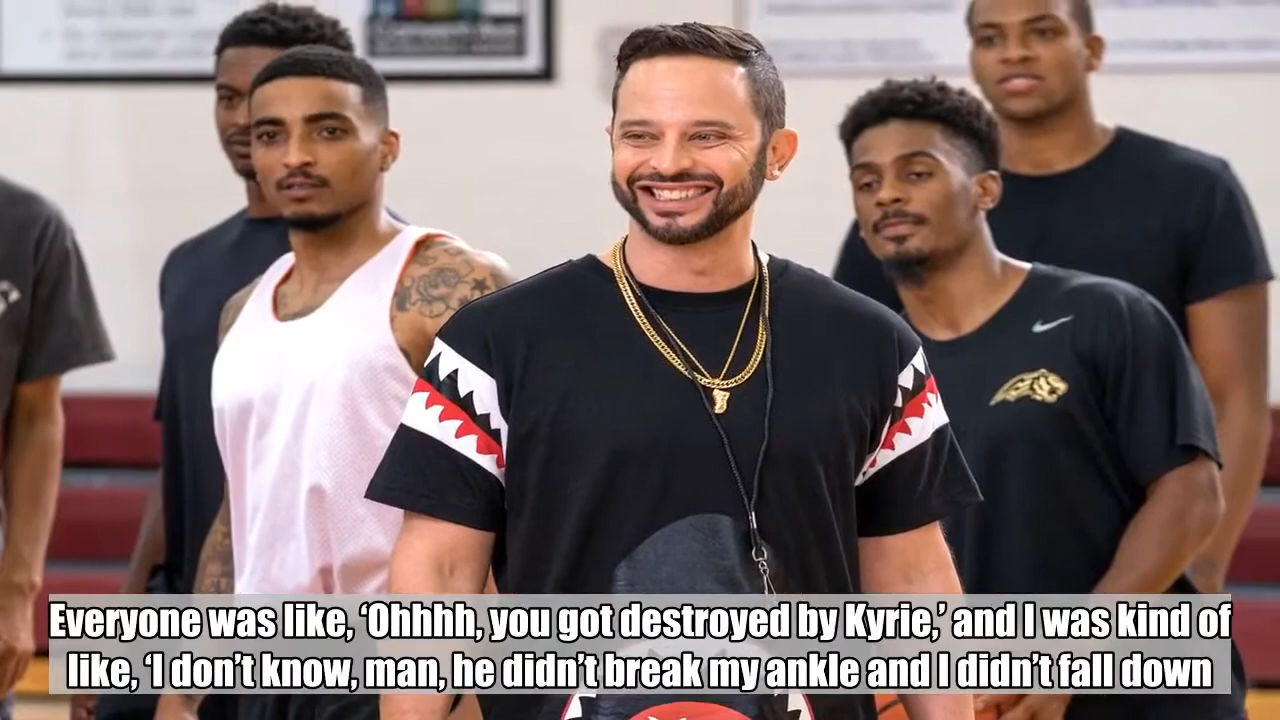 Everyone was like, ‘Ohhhh, you got destroyed by Kyrie,’ and I was kind of
like, ‘I don’t know, man, he didn’t break my ankle and I didn’t fall down